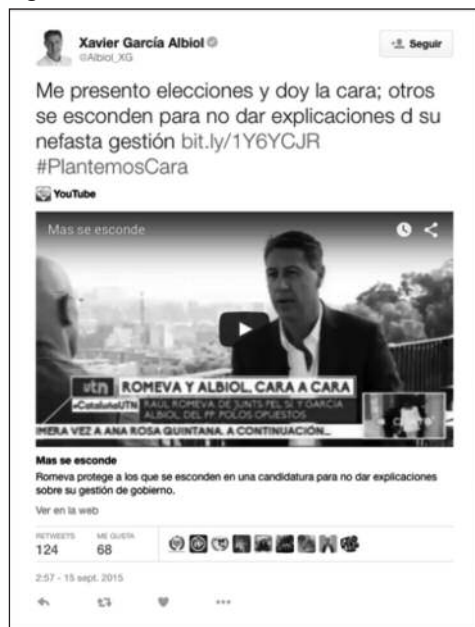 Xavier García Albiol
@Albiol_XG
Seguir
Me presento elecciones y doy la cara; otros
se esconden para no dar explicaciones d su
nefasta gestión bit.ly/1Y6YCJR
#PlantemosCara
YouTube
Mas se esconde
utn ROMEVA Y ALBIOL, CARA A CARA
#CataluñaUTN RAÚL ROMEVA DE JUNTS PEL SÍ Y GARCÍA
ALBIOL, DEL PP. POLOS OPUESTOS
IMERA VEZ A ANA ROSA QUINTANA. A CONTINUACIÓN...
Mas se esconde
Romeva protege a los que se esconden en una candidatura para no dar explicaciones
sobre su gestión de gobierno.
Ver en la web
RETWEETS ME GUSTA
124 68
2:57 - 15 sept. 2015